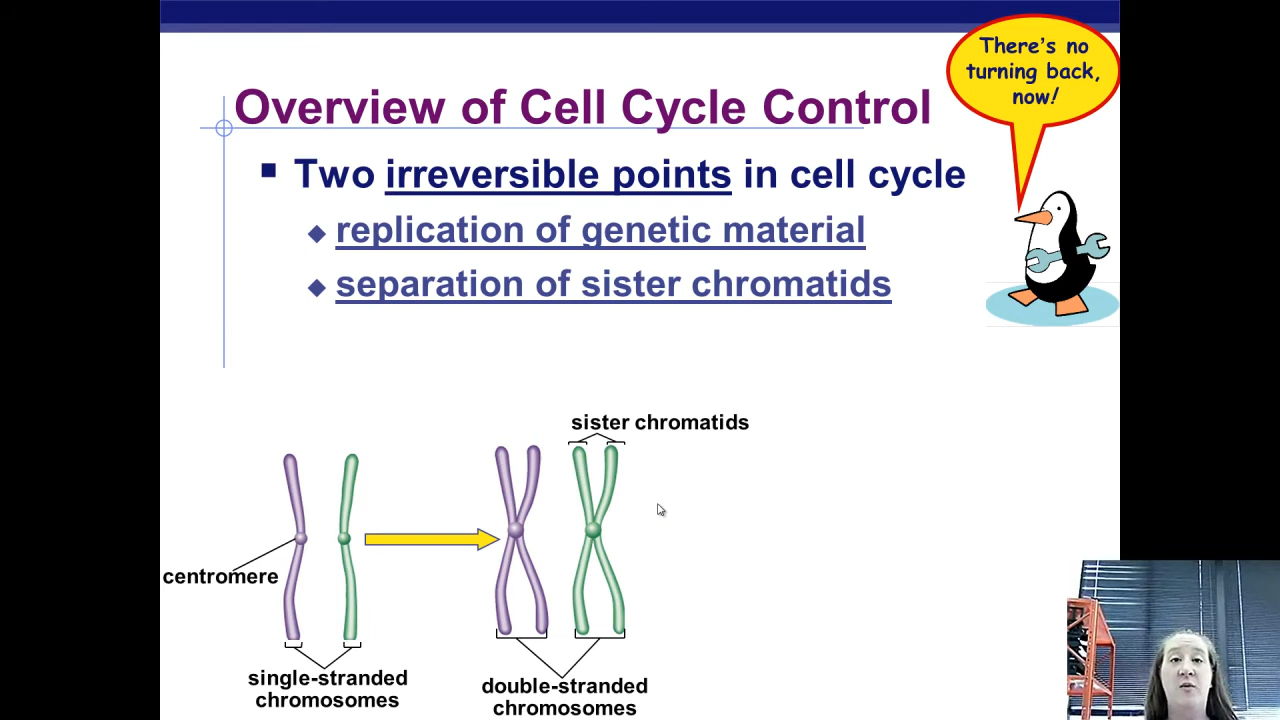 There’s no
turning back,
now!
Overview of Cell Cycle Control
Two irreversible points in cell cycle
replication of genetic material
separation of sister chromatids
sister chromatids
centromere
single-stranded
chromosomes
double-stranded
chromosomes